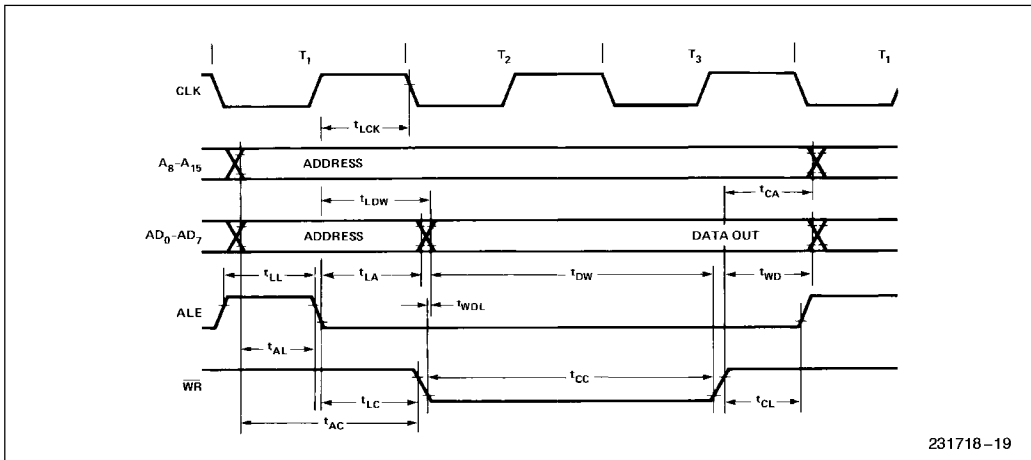 T1 T2 T3 T1
CLK
tLCK
A8-A15 ADDRESS
tLDW tCA
AD0-AD7 ADDRESS DATA OUT
tLL tLA tDW tWD
tWDL
ALE
tAL
tCC
WR
tLC tCL
tAC
231718-19